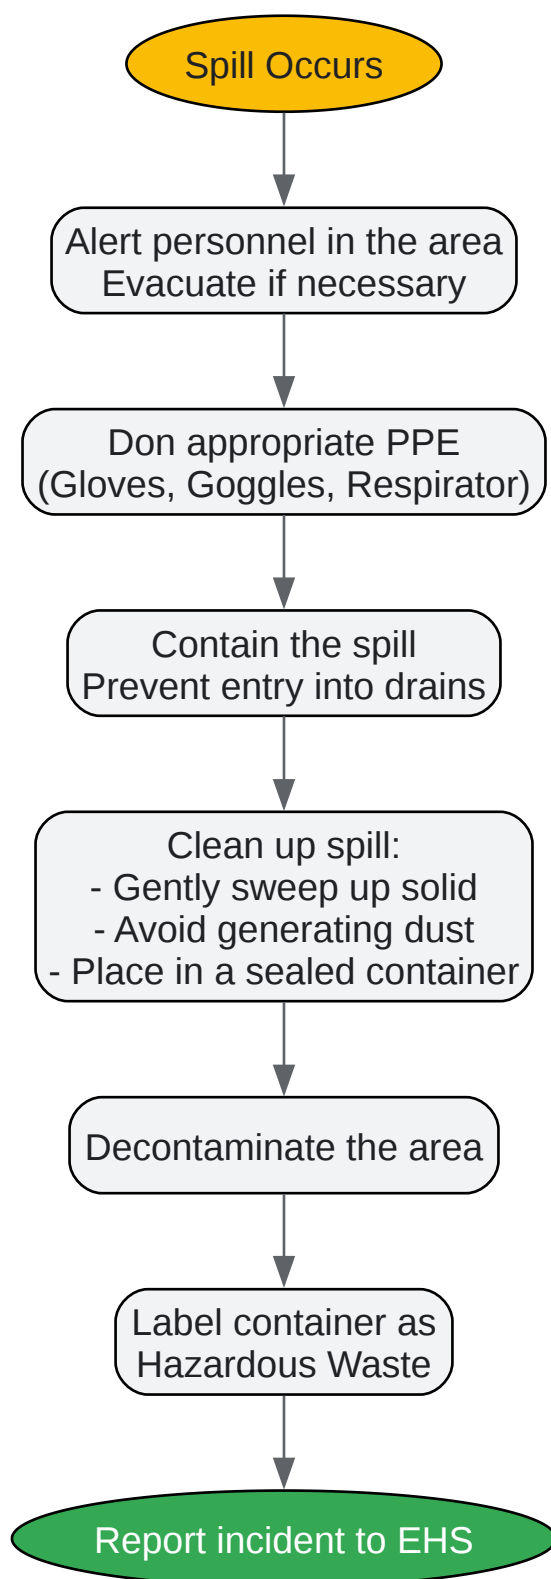 Spill Occurs
Alert personnel in the area
Evacuate if necessary
Don appropriate PPE
(Gloves, Goggles, Respirator)
Contain the spill
Prevent entry into drains
Clean up spill:
- Gently sweep up solid
- Avoid generating dust
- Place in a sealed container
Decontaminate the area
Label container as
Hazardous Waste
Report incident to EHS